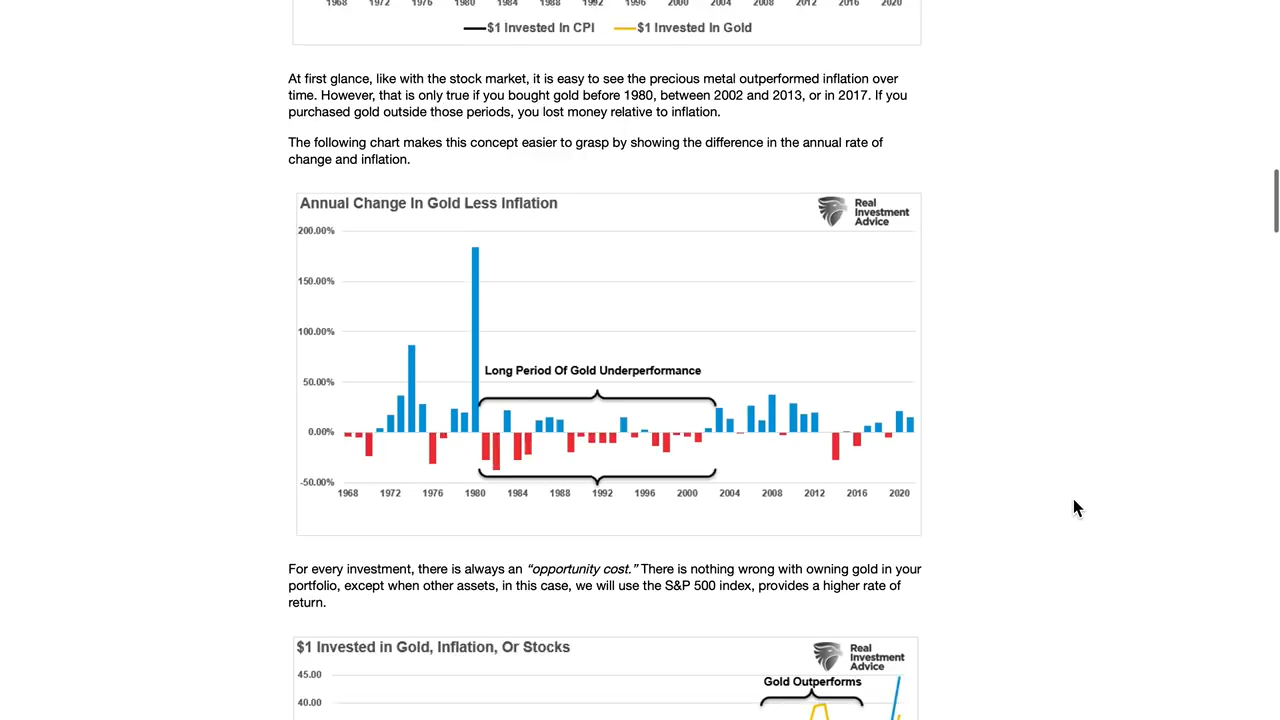 1968 1972 1976 1980 1984 1988 1992 1996 2000 2004 2008 2012 2016 2020
$1 Invested In CPI $1 Invested In Gold
At first glance, like with the stock market, it is easy to see the precious metal outperformed inflation over
time. However, that is only true if you bought gold before 1980, between 2002 and 2013, or in 2017. If you
purchased gold outside those periods, you lost money relative to inflation.
The following chart makes this concept easier to grasp by showing the difference in the annual rate of
change and inflation.
Annual Change In Gold Less Inflation
Real
Investment
Advice
200.00%
150.00%
100.00%
50.00%
0.00%
-50.00%
Long Period Of Gold Underperformance
1968 1972 1976 1980 1984 1988 1992 1996 2000 2004 2008 2012 2016 2020
For every investment, there is always an “opportunity cost.” There is nothing wrong with owning gold in your
portfolio, except when other assets, in this case, we will use the S&P 500 index, provides a higher rate of
return.
$1 Invested in Gold, Inflation, Or Stocks
Real
Investment
Advice
45.00
Gold Outperforms
40.00